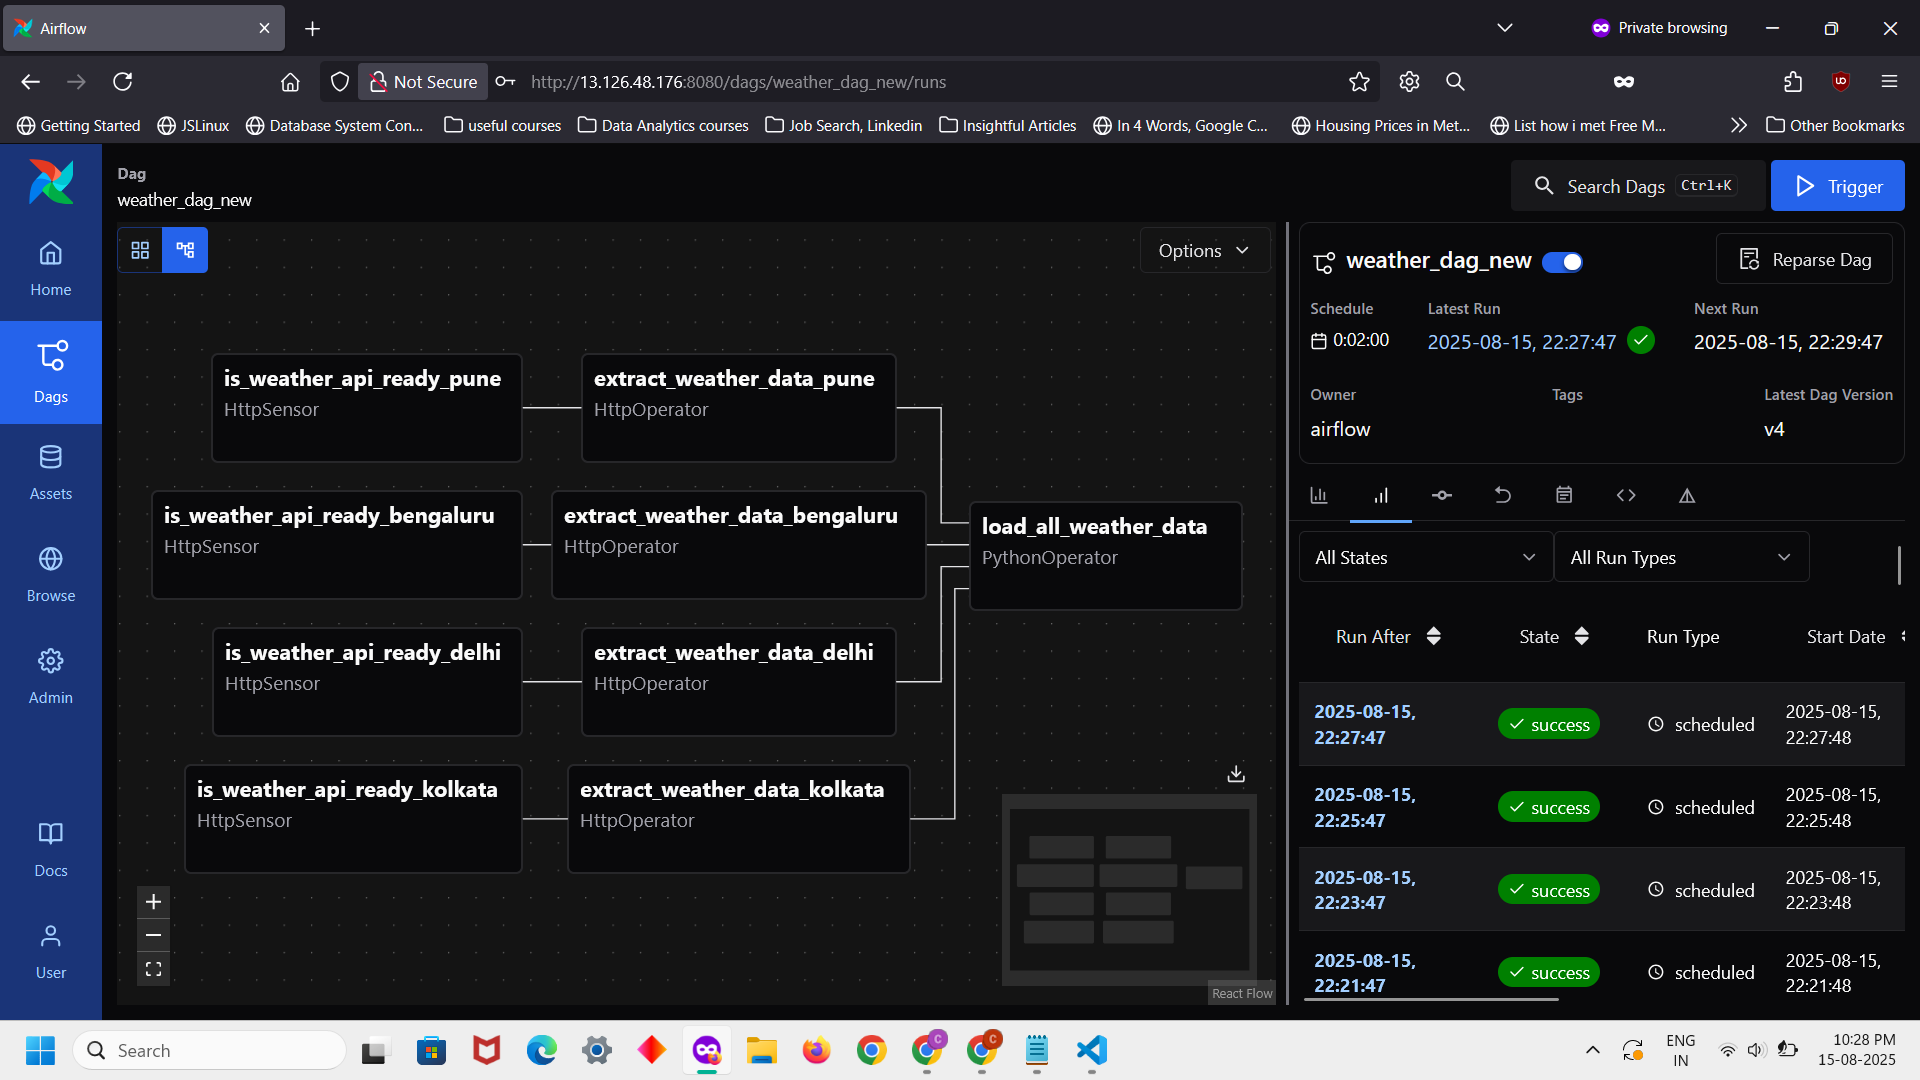 Airflow
Private browsing
Not Secure
http://13.126.48.176:8080/dags/weather_dag_new/runs
Getting Started
JSLinux
Database System Con...
useful courses
Data Analytics courses
Job Search, Linkedin
Insightful Articles
In 4 Words, Google C...
Housing Prices in Met...
List how i met Free M...
Other Bookmarks
Home
Dags
Assets
Browse
Admin
Docs
User
Dag
weather_dag_new
Search Dags Ctrl+K
Trigger
Options
is_weather_api_ready_pune
HttpSensor
extract_weather_data_pune
HttpOperator
is_weather_api_ready_bengaluru
HttpSensor
extract_weather_data_bengaluru
HttpOperator
load_all_weather_data
PythonOperator
is_weather_api_ready_delhi
HttpSensor
extract_weather_data_delhi
HttpOperator
is_weather_api_ready_kolkata
HttpSensor
extract_weather_data_kolkata
HttpOperator
React Flow
weather_dag_new
Reparse Dag
Schedule
0:02:00
Latest Run
2025-08-15, 22:27:47
Next Run
2025-08-15, 22:29:47
Owner
airflow
Tags
Latest Dag Version
v4
All States
All Run Types
Run After
State
Run Type
Start Date
2025-08-15,
22:27:47
success
scheduled
2025-08-15,
22:27:48
2025-08-15,
22:25:47
success
scheduled
2025-08-15,
22:25:48
2025-08-15,
22:23:47
success
scheduled
2025-08-15,
22:23:48
2025-08-15,
22:21:47
success
scheduled
2025-08-15,
22:21:48
Search
C
C
ENG
IN
10:28 PM
15-08-2025